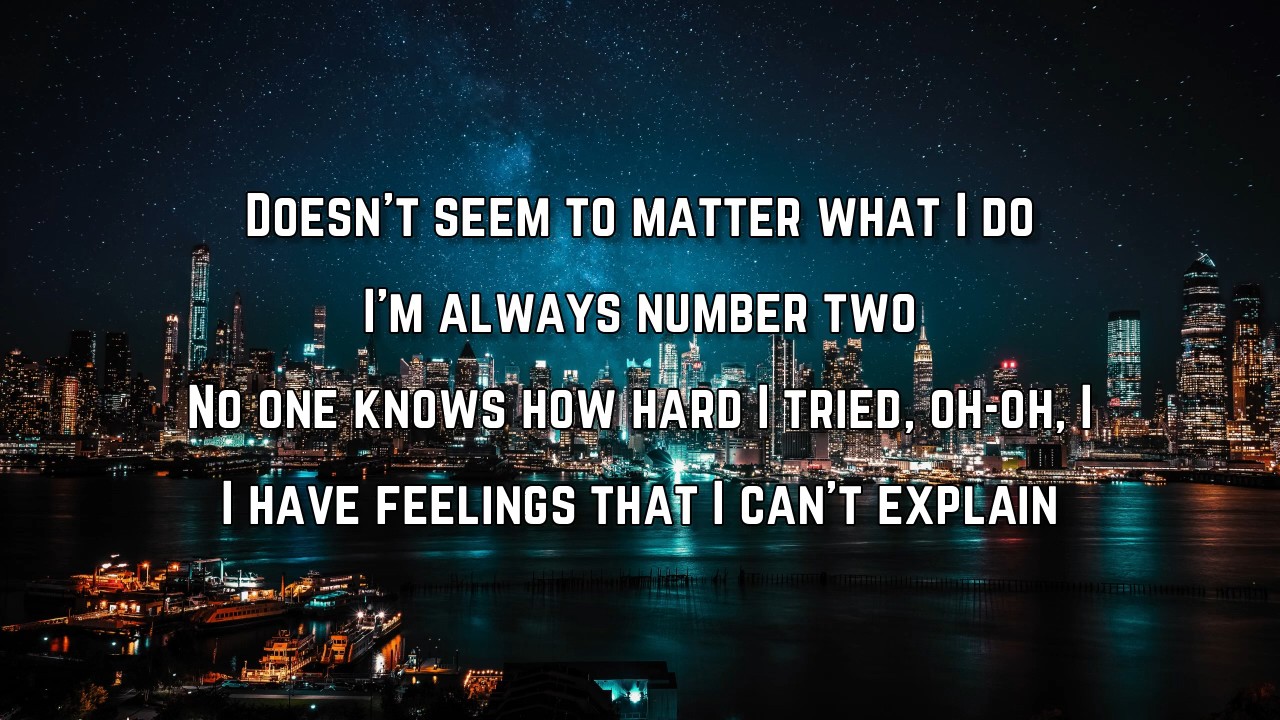 Doesn't seem to matter what I do
I'm always number two
No one knows how hard I tried, oh-oh, I
I have feelings that I can't explain